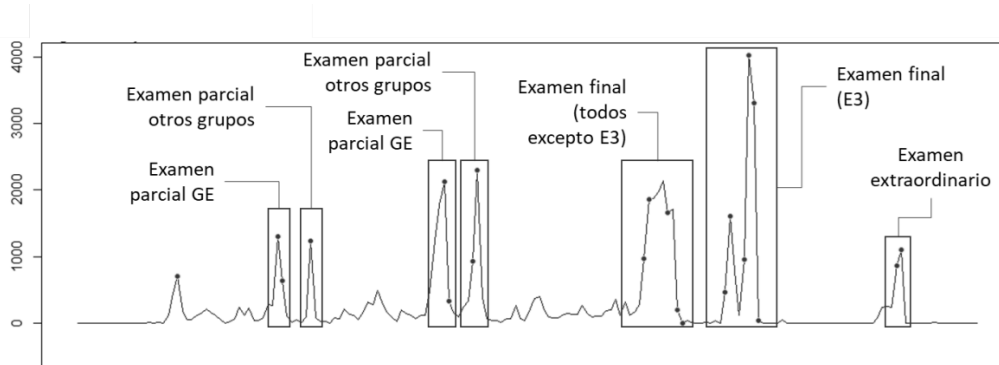 4000
3000
2000
1000
0
Examen parcial
otros grupos
Examen
parcial GE
Examen parcial
otros grupos
Examen
parcial GE
Examen final
(todos
excepto E3)
Examen final
(E3)
Examen
extraordinario